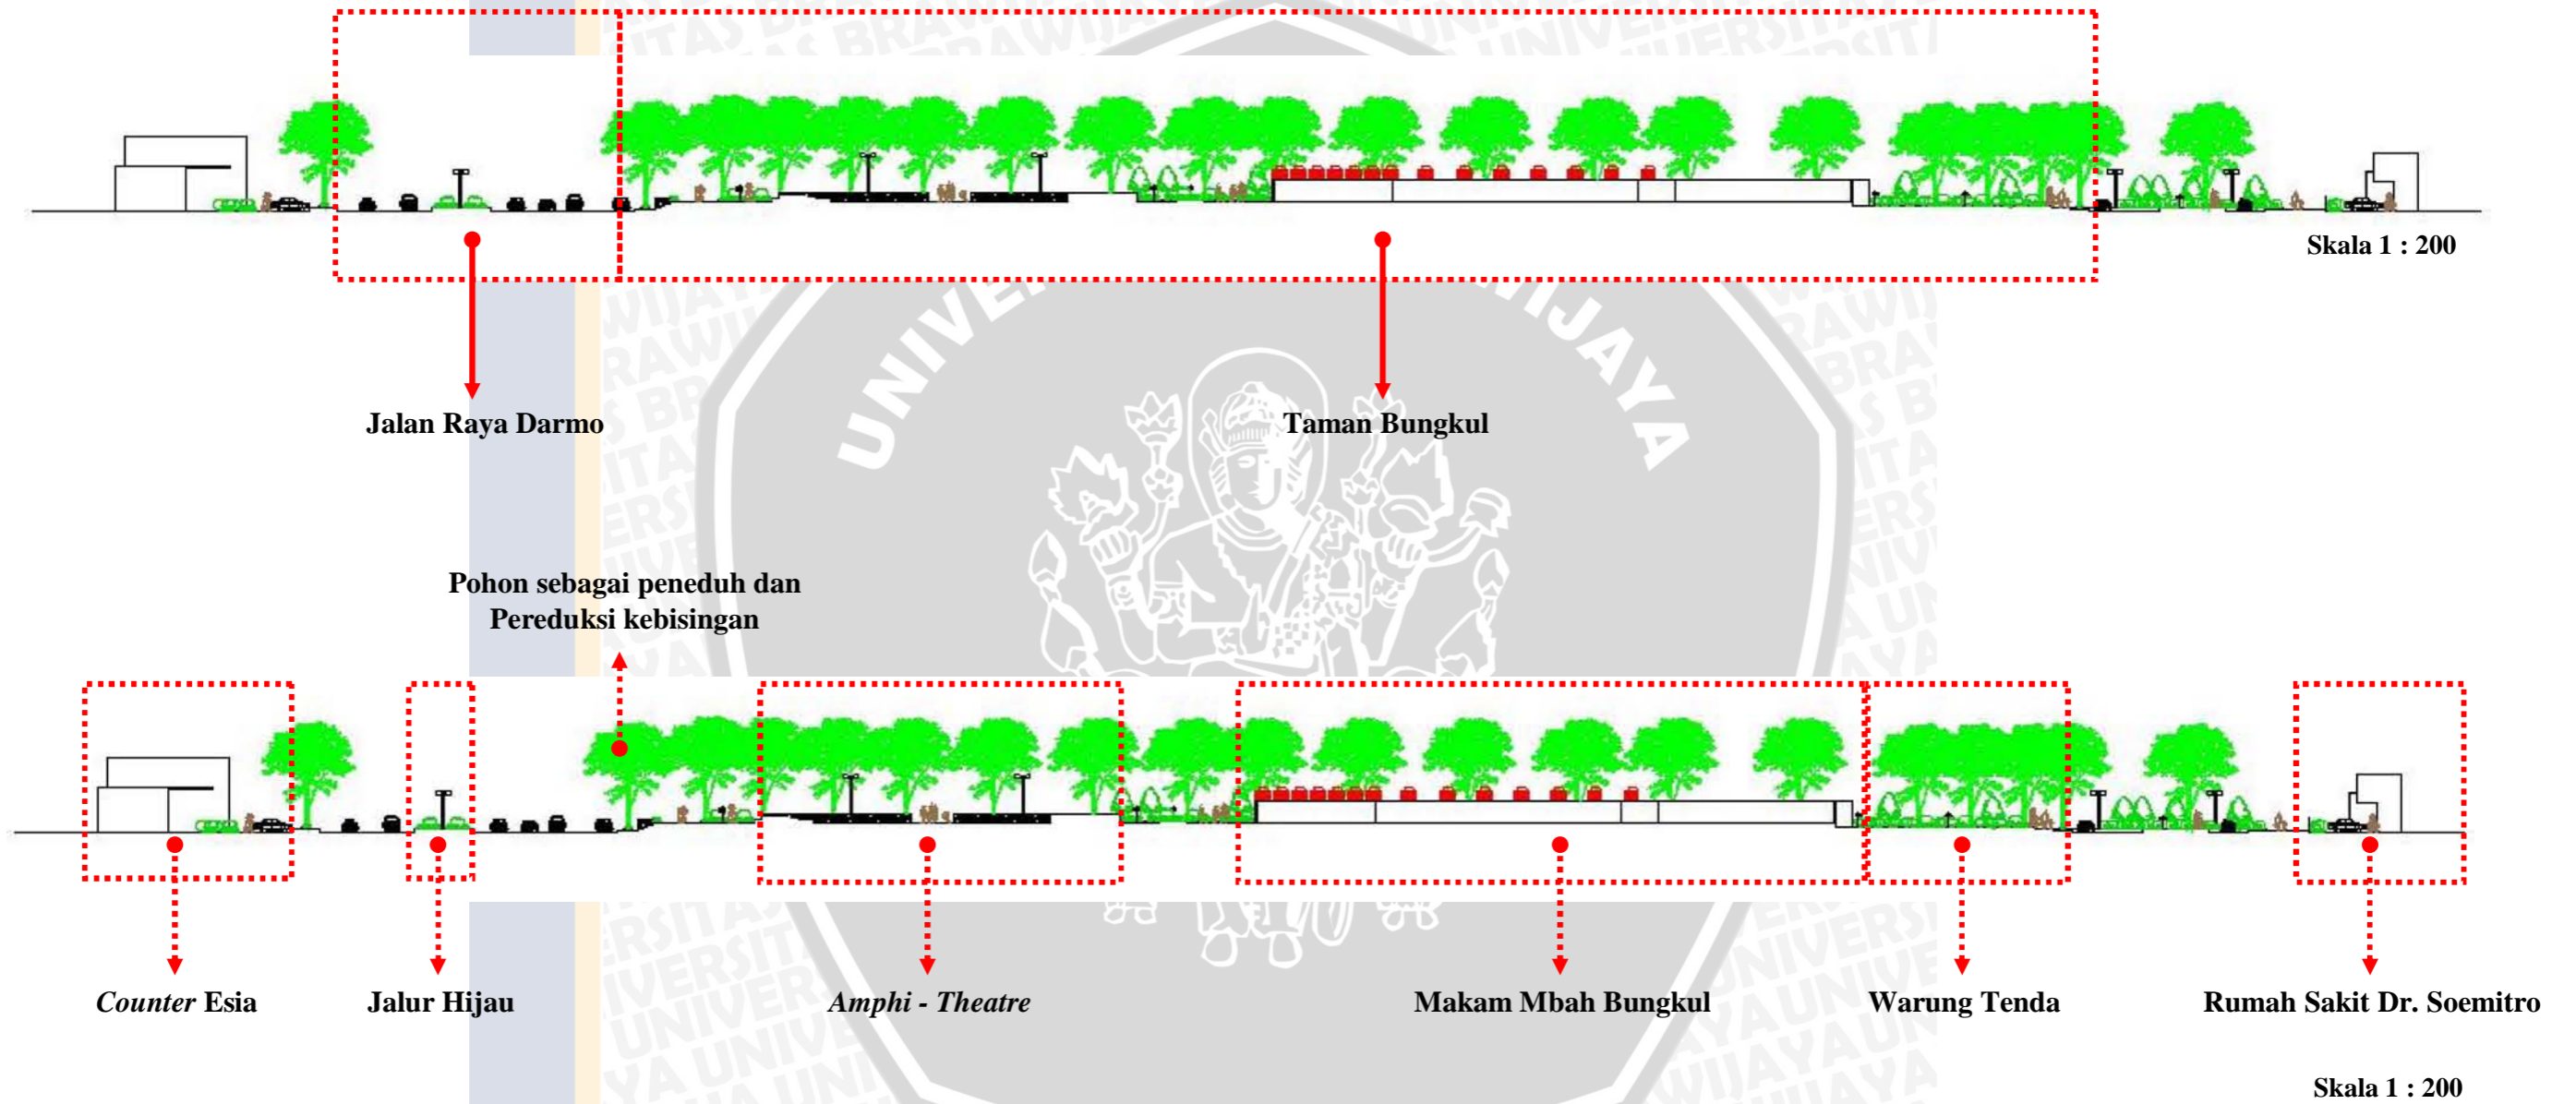 Skala 1 : 200
Jalan Raya Darmo
Taman Bungkul
Pohon sebagai peneduh dan
Pereduksi kebisingan
Counter Esia
Jalur Hijau
Amphi - Theatre
Makam Mbah Bungkul
Warung Tenda
Rumah Sakit Dr. Soemitro
Skala 1 : 200